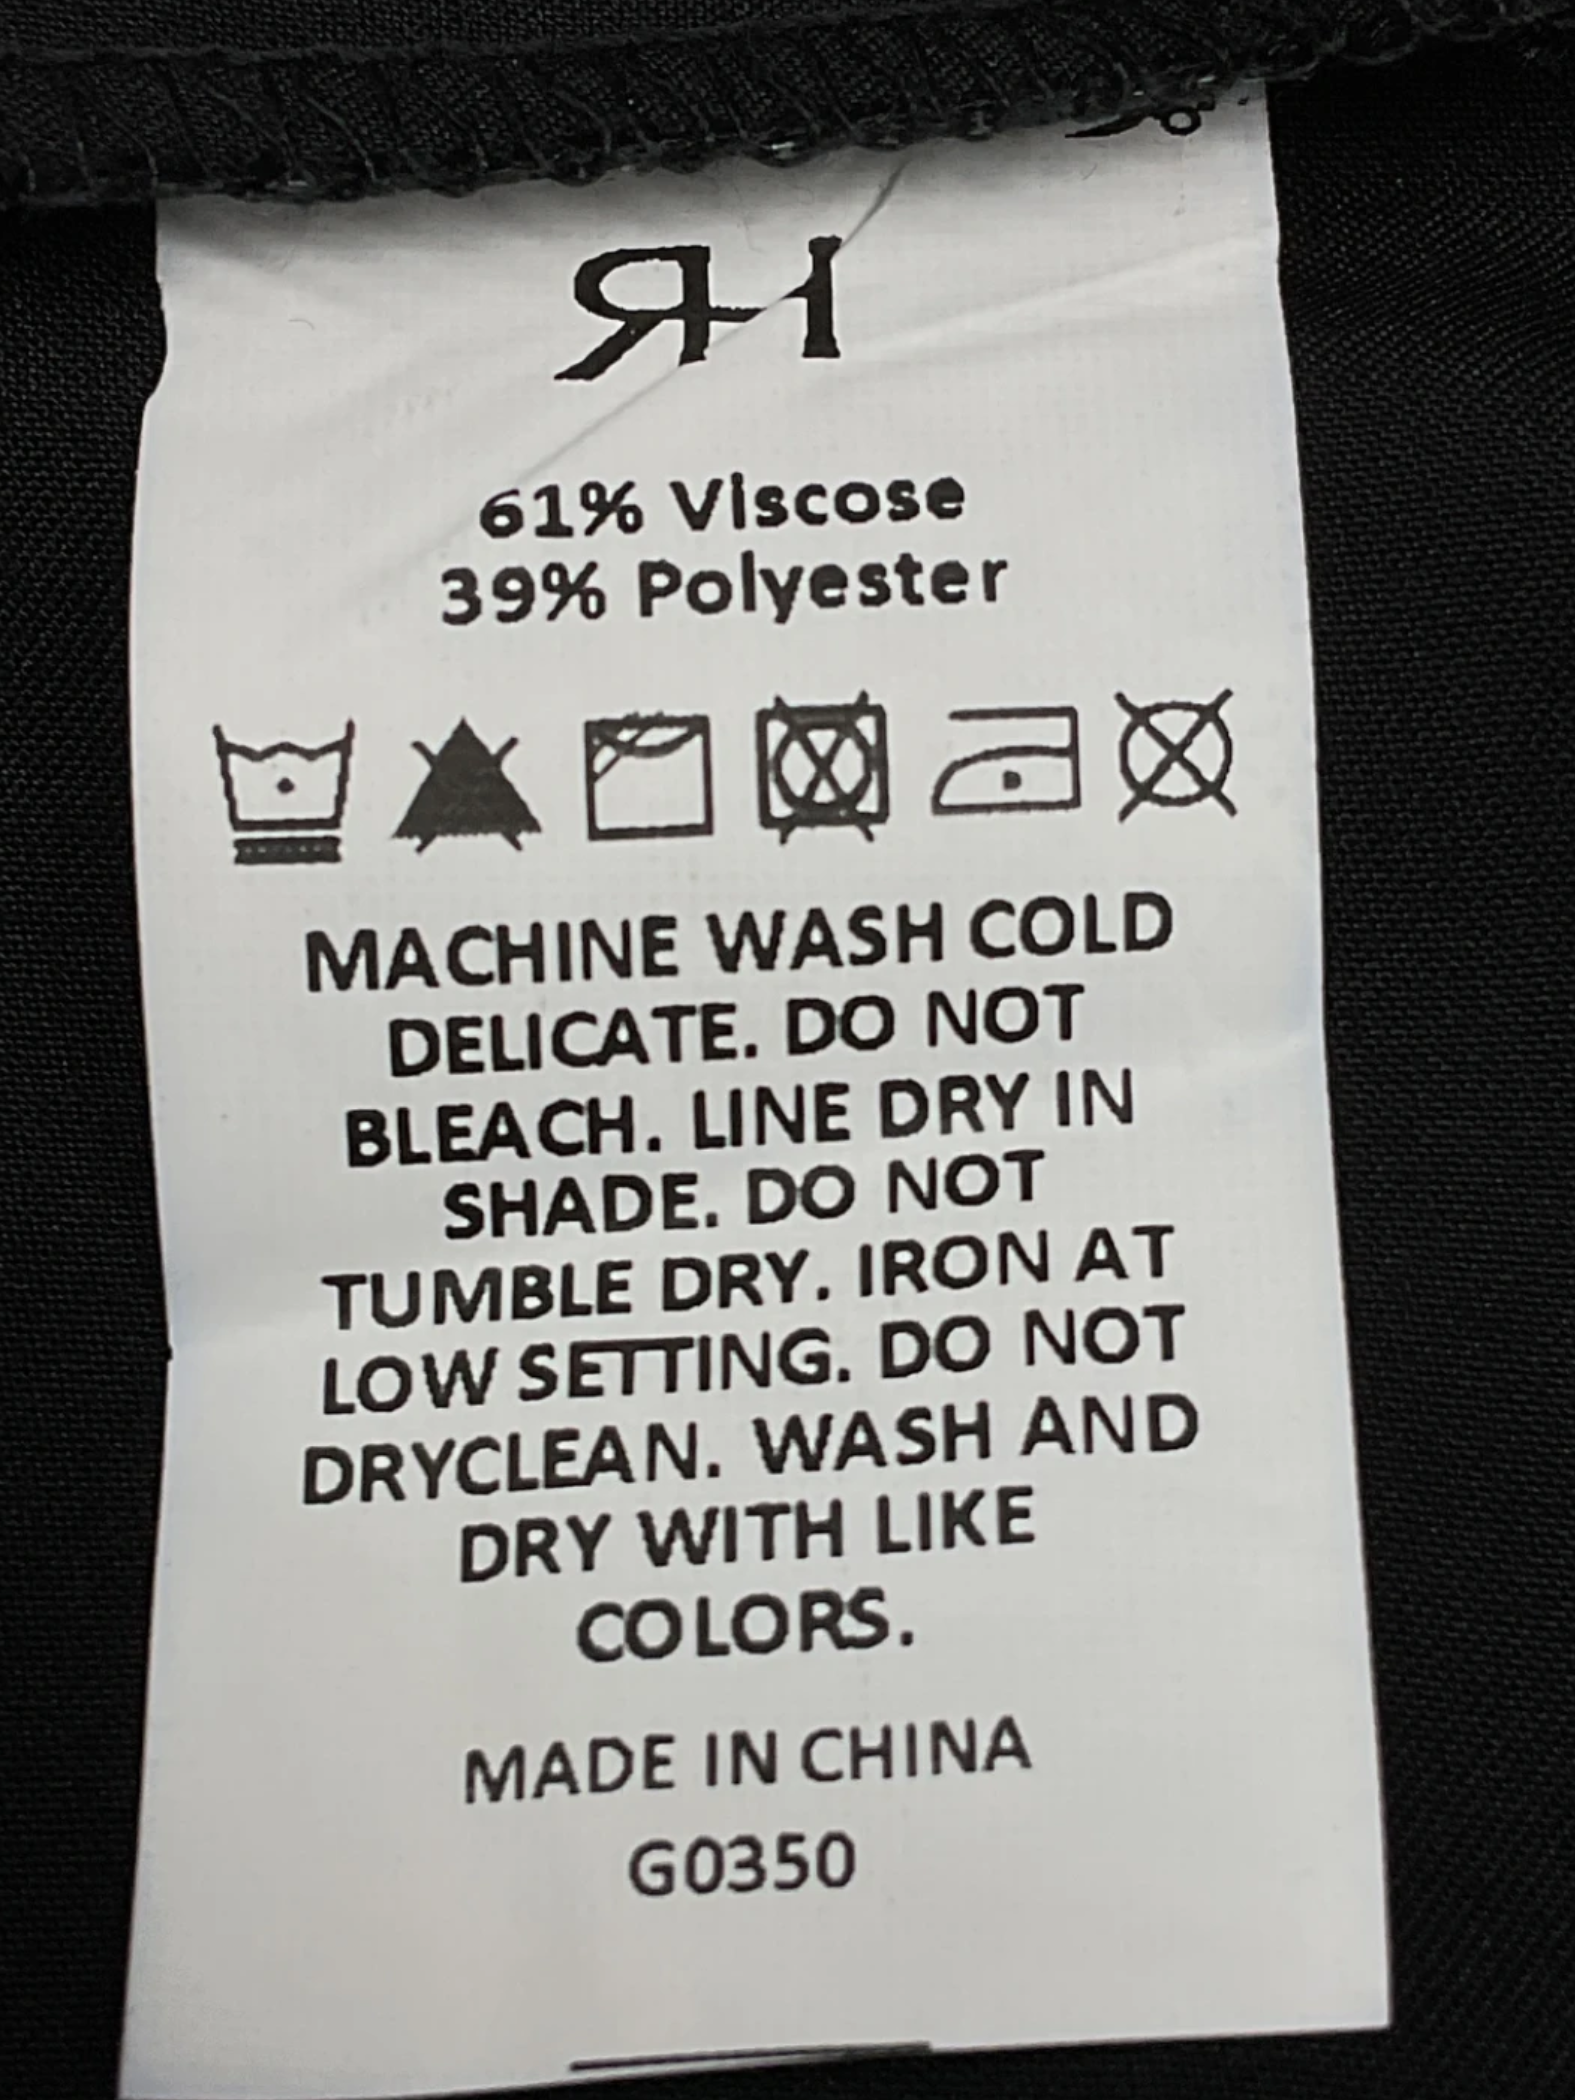 RH
61% Viscose
39% Polyester
MACHINE WASH COLD
DELICATE. DO NOT
BLEACH. LINE DRY IN
SHADE. DO NOT
TUMBLE DRY. IRON AT
LOW SETTING. DO NOT
DRYCLEAN. WASH AND
DRY WITH LIKE
COLORS.
MADE IN CHINA
G0350